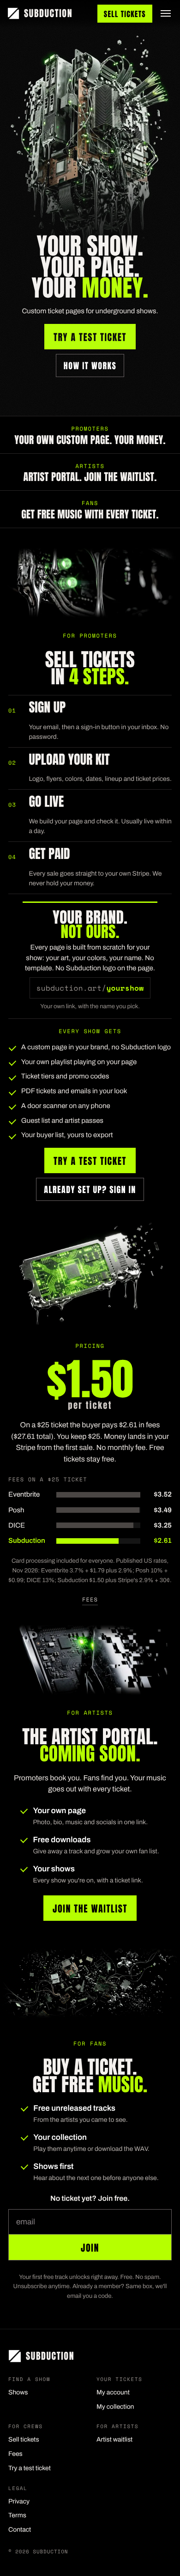 SUBDUCTION
SELL TICKETS
YOUR SHOW.
YOUR PAGE.
YOUR MONEY.
Custom ticket pages for underground shows.
TRY A TEST TICKET
HOW IT WORKS
PROMOTERS
YOUR OWN CUSTOM PAGE. YOUR MONEY.
ARTISTS
ARTIST PORTAL. JOIN THE WAITLIST.
FANS
GET FREE MUSIC WITH EVERY TICKET.
FOR PROMOTERS
SELL TICKETS
IN 4 STEPS.
01
SIGN UP
Your email, then a sign-in button in your inbox. No
password.
02
UPLOAD YOUR KIT
Logo, flyers, colors, dates, lineup and ticket prices.
03
GO LIVE
We build your page and check it. Usually live within
a day.
04
GET PAID
Every sale goes straight to your own Stripe. We
never hold your money.
YOUR BRAND.
NOT OURS.
Every page is built from scratch for your
show: your art, your colors, your name. No
template. No Subduction logo on the page.
subduction.art/yourshow
Your own link, with the name you pick.
EVERY SHOW GETS
A custom page in your brand, no Subduction logo
Your own playlist playing on your page
Ticket tiers and promo codes
PDF tickets and emails in your look
A door scanner on any phone
Guest list and artist passes
Your buyer list, yours to export
TRY A TEST TICKET
ALREADY SET UP? SIGN IN
PRICING
$1.50
per ticket
On a $25 ticket the buyer pays $2.61 in fees
($27.61 total). You keep $25. Money lands in your
Stripe from the first sale. No monthly fee. Free
tickets stay free.
FEES ON A $25 TICKET
Eventbrite $3.52
Posh $3.49
DICE $3.25
Subduction $2.61
Card processing included for everyone. Published US rates,
Nov 2026: Eventbrite 3.7% + $1.79 plus 2.9%; Posh 10% +
$0.99; DICE 13%; Subduction $1.50 plus Stripe's 2.9% + 30¢.
FEES
FOR ARTISTS
THE ARTIST PORTAL.
COMING SOON.
Promoters book you. Fans find you. Your music
goes out with every ticket.
Your own page
Photo, bio, music and socials in one link.
Free downloads
Give away a track and grow your own fan list.
Your shows
Every show you're on, with a ticket link.
JOIN THE WAITLIST
FOR FANS
BUY A TICKET.
GET FREE MUSIC.
Free unreleased tracks
From the artists you came to see.
Your collection
Play them anytime or download the WAV.
Shows first
Hear about the next one before anyone else.
No ticket yet? Join free.
email
JOIN
Your first free track unlocks right away. Free. No spam.
Unsubscribe anytime. Already a member? Same box, we'll
email you a code.
SUBDUCTION
FIND A SHOW
Shows
YOUR TICKETS
My account
My collection
FOR CREWS
Sell tickets
Fees
Try a test ticket
FOR ARTISTS
Artist waitlist
LEGAL
Privacy
Terms
Contact
© 2026 SUBDUCTION